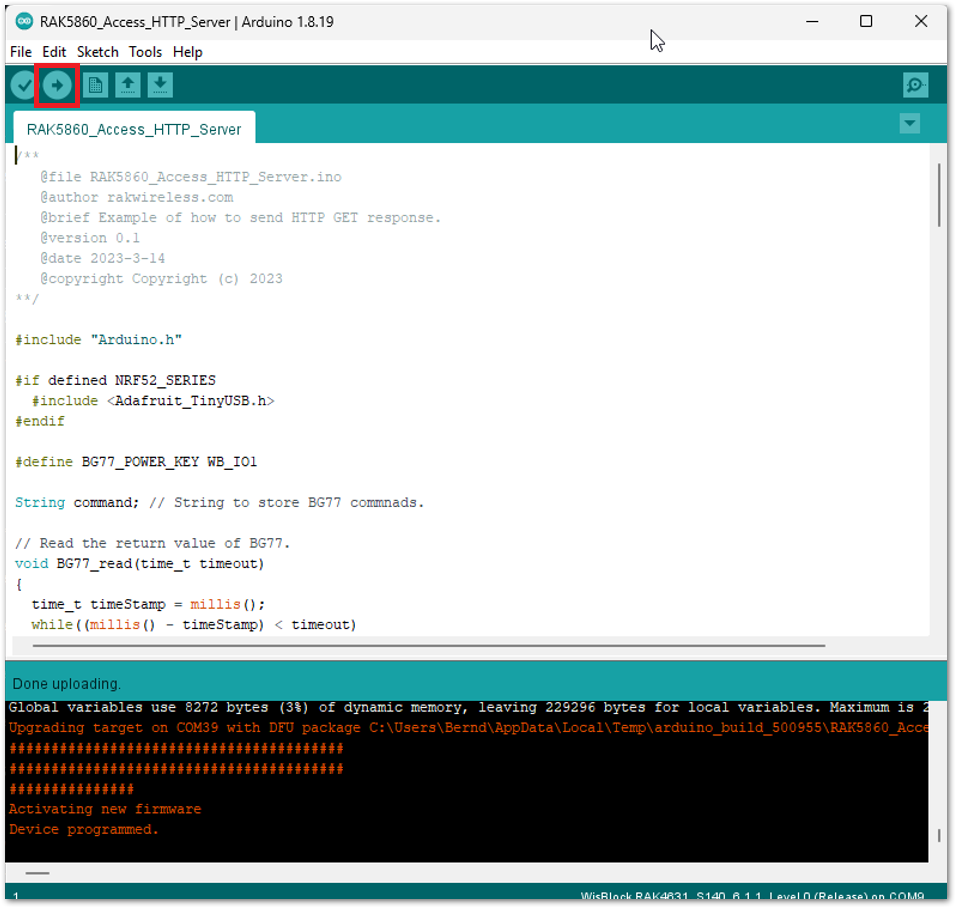 RAK5860_Access_HTTP_Server | Arduino 1.8.19
File Edit Sketch Tools Help
RAK5860_Access_HTTP_Server
/**
@file RAK5860_Access_HTTP_Server.ino
@author rakwireless.com
@brief Example of how to send HTTP GET response.
@version 0.1
@date 2023-3-14
@copyright Copyright (c) 2023
**/
#include "Arduino.h"
#if defined NRF52_SERIES
#include <Adafruit_TinyUSB.h>
#endif
#define BG77_POWER_KEY WB_IO1
String command; // String to store BG77 commnads.
// Read the return value of BG77.
void BG77_read(time_t timeout)
{
time_t timeStamp = millis();
while((millis() - timeStamp) < timeout)
Done uploading.
Global variables use 8272 bytes (3%) of dynamic memory, leaving 229296 bytes for local variables. Maximum is 2
Upgrading target on COM39 with DFU package C:\Users\Bernd\AppData\Local\Temp\arduino_build_500955\RAK5860_Acce
########################################
########################################
###############
Activating new firmware
Device programmed.
1 WisBlock RAK4631, S140 6.1.1, Level 0 (Release) on COM9